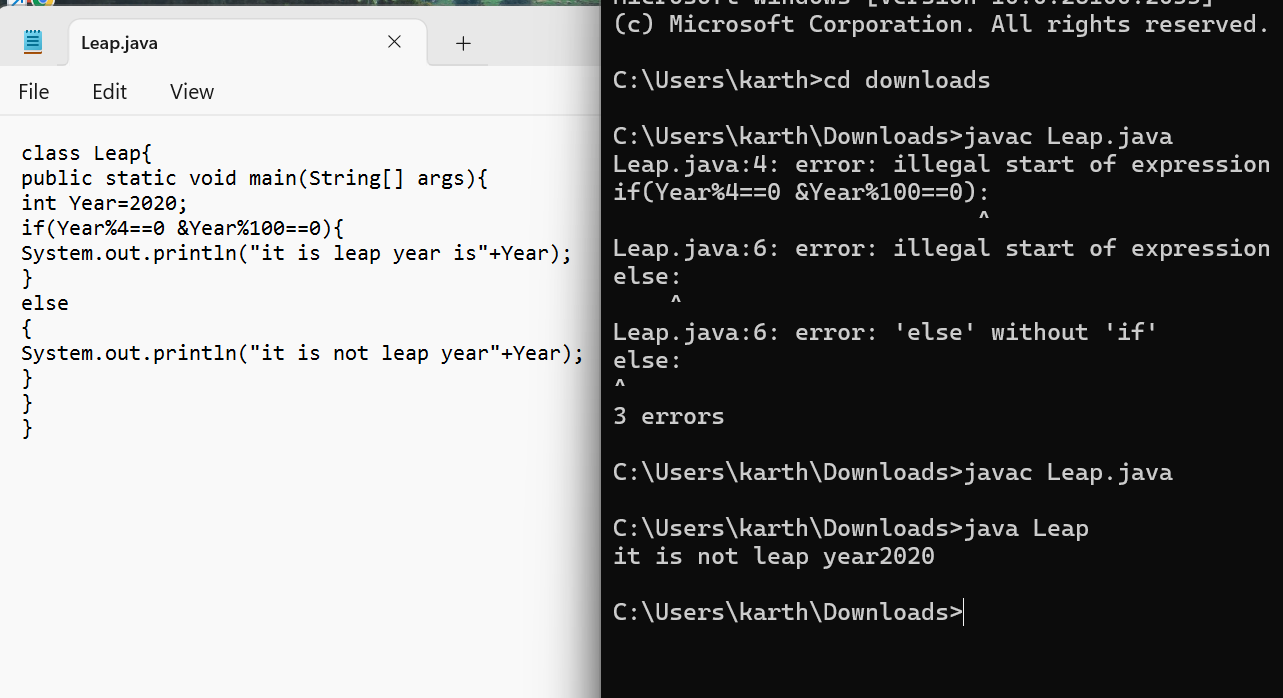 Leap.java
File Edit View
class Leap{
public static void main(String[] args){
int Year=2020;
if(Year%4==0 &Year%100==0){
System.out.println("it is leap year is"+Year);
}
else
{
System.out.println("it is not leap year"+Year);
}
}
}
(c) Microsoft Corporation. All rights reserved.
C:\Users\karth>cd downloads
C:\Users\karth\Downloads>javac Leap.java
Leap.java:4: error: illegal start of expression
if(Year%4==0 &Year%100==0):
^
Leap.java:6: error: illegal start of expression
else:
^
Leap.java:6: error: 'else' without 'if'
else:
^
3 errors
C:\Users\karth\Downloads>javac Leap.java
C:\Users\karth\Downloads>java Leap
it is not leap year2020
C:\Users\karth\Downloads>